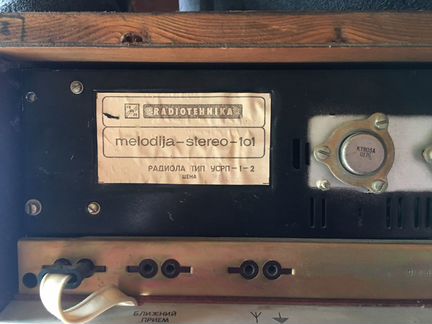 RADIOTEHNIKA
melodija-stereo-101
РАДИОЛА ТИП УСРП-1-2
ЦЕНА
КТ805А
БЛИЖНИЙ
ПРИЕМ